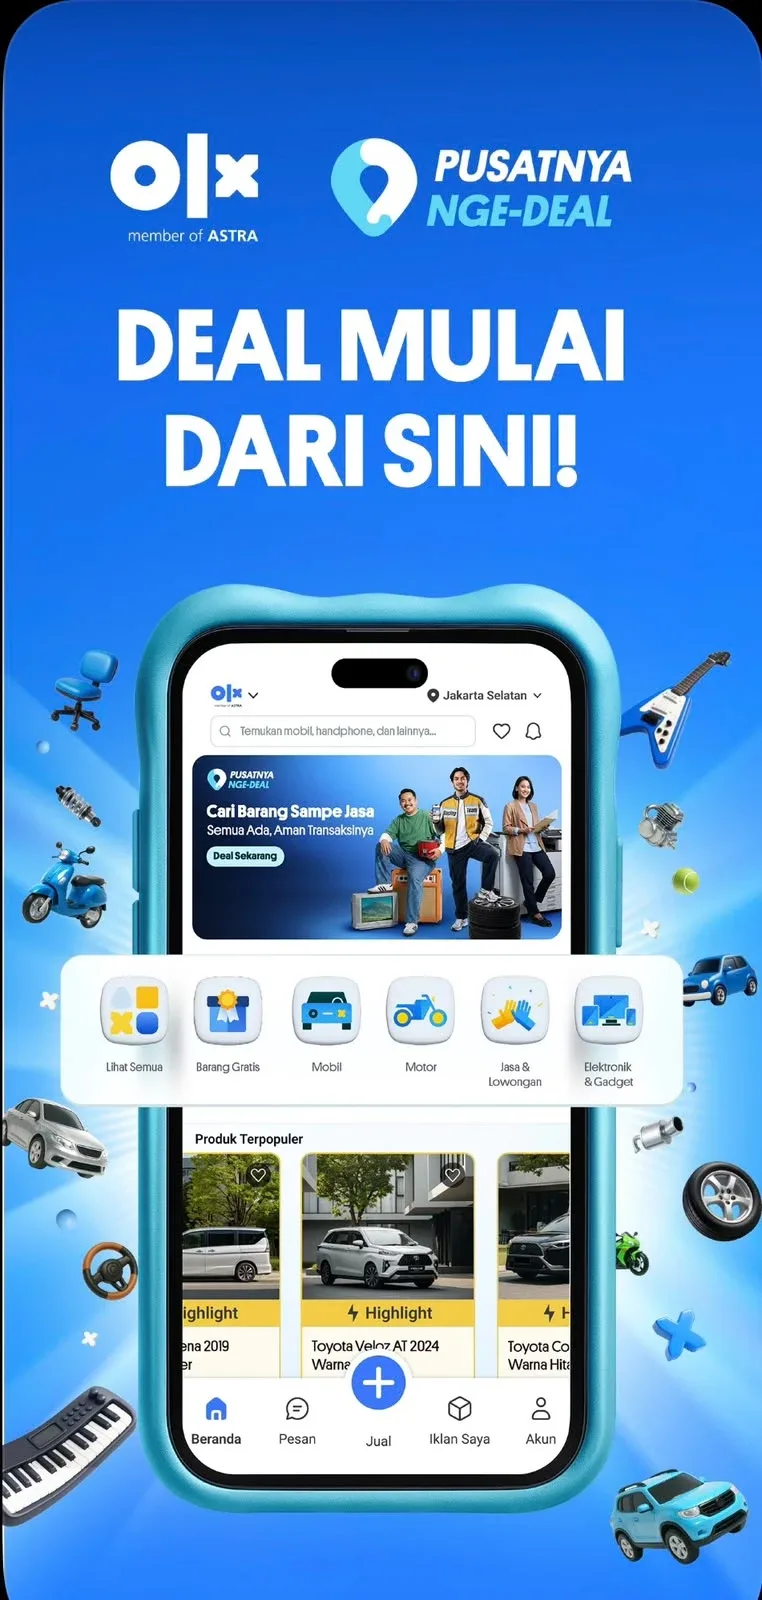 olx
member of ASTRA
PUSATNYA
NGE-DEAL
DEAL MULAI
DARI SINI!
olx
Jakarta Selatan
Temukan mobil, handphone, dan lainnya...
PUSATNYA
NGE-DEAL
Cari Barang Sampe Jasa
Semua Ada, Aman Transaksinya
Deal Sekarang
Lihat Semua
Barang Gratis
Mobil
Motor
Jasa &
Lowongan
Elektronik
& Gadget
Produk Terpopuler
ighlight
Highlight
H
ena 2019
er
Toyota Veloz AT 2024
Warna
Toyota Co
Warna Hita
Beranda
Pesan
Jual
Iklan Saya
Akun